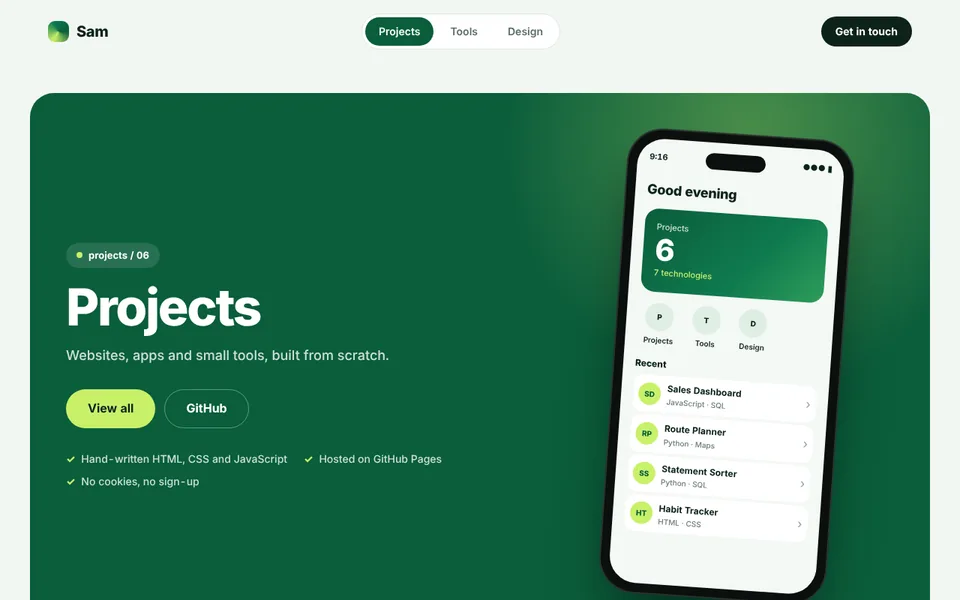 Sam
Projects
Tools
Design
Get in touch
projects / 06
Projects
Websites, apps and small tools, built from scratch.
View all
GitHub
Hand-written HTML, CSS and JavaScript
Hosted on GitHub Pages
No cookies, no sign-up
9:16
Good evening
Projects
6
7 technologies
P
T
D
Projects
Tools
Design
Recent
SD
Sales Dashboard
JavaScript · SQL
RP
Route Planner
Python · Maps
SS
Statement Sorter
Python · SQL
HT
Habit Tracker
HTML · CSS